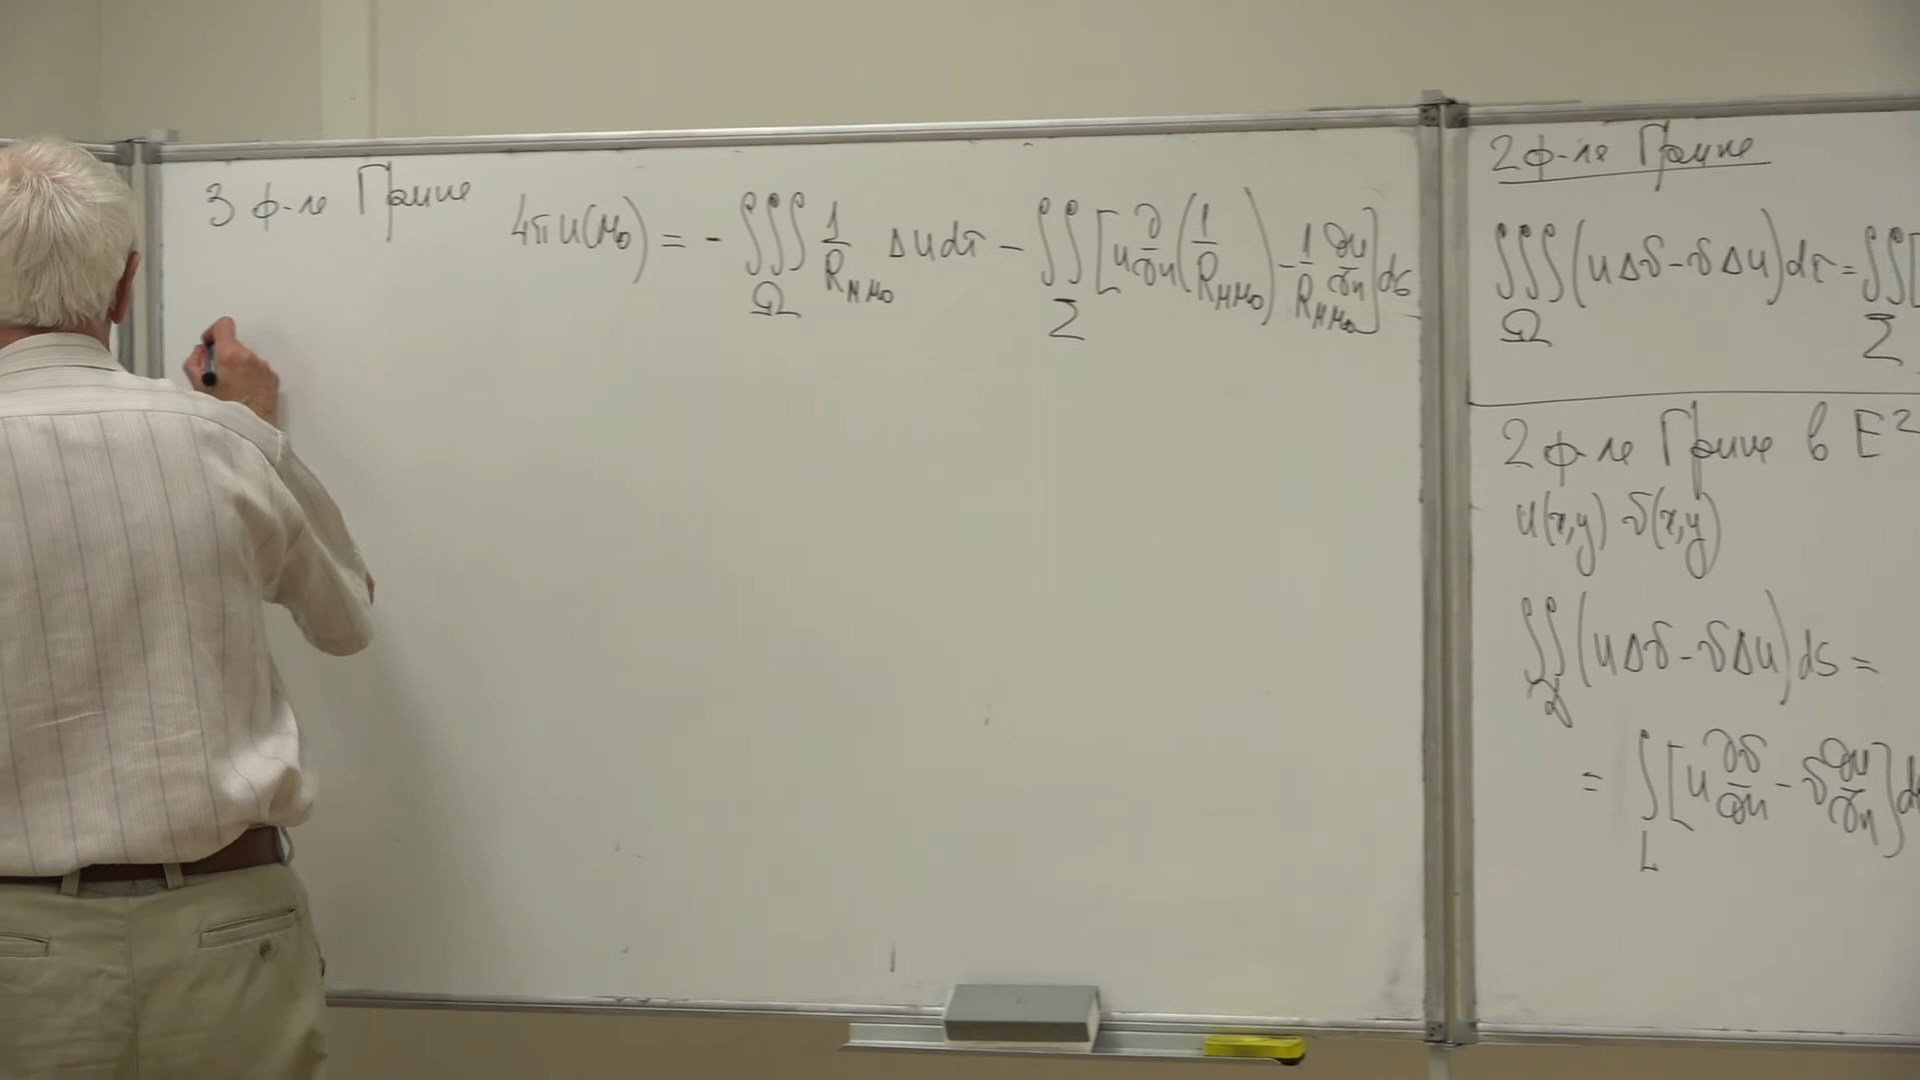 3 ф-ла Грина
4π u(M₀) = - ∭_Ω 1/R_{MM₀} Δu dτ - ∬_Σ [u ∂/∂n (1/R_{MM₀}) - 1/R_{MM₀} ∂u/∂n] dσ
2 ф-ла Грина
∭_Ω (uΔv - vΔu) dτ = ∬_Σ [
2 ф-ла Грина в E²
u(x,y) v(x,y)
∬ (uΔv - vΔu) ds =
= ∫_L [u ∂v/∂n - v ∂u/∂n] d